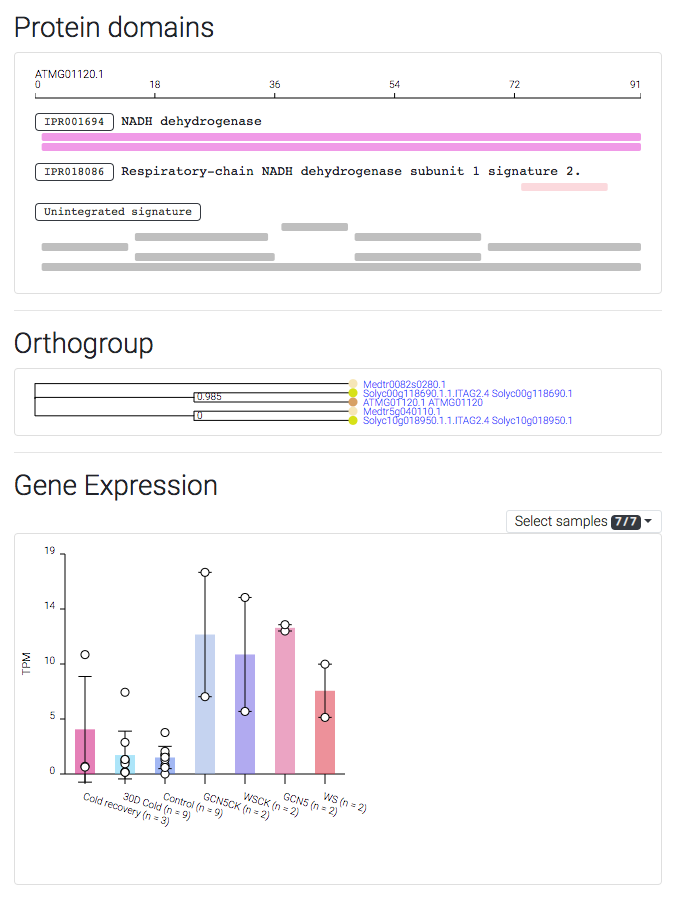 Protein domains
ATMG01120.1
0 18 36 54 72 91
IPR001694 NADH dehydrogenase
IPR018086 Respiratory-chain NADH dehydrogenase subunit 1 signature 2.
Unintegrated signature
Orthogroup
Medtr0082s0280.1
0.985 Solyc00g118690.1.1.ITAG2.4 Solyc00g118690.1
ATMG01120.1 ATMG01120
0 Medtr5g040110.1
Solyc10g018950.1.1.ITAG2.4 Solyc10g018950.1
Gene Expression
Select samples 7/7
19
14
10
5
0
TPM
Cold recovery (n = 3)
30D Cold (n = 9)
Control (n = 9)
GCN5CK (n = 2)
WSCK (n = 2)
GCN5 (n = 2)
WS (n = 2)